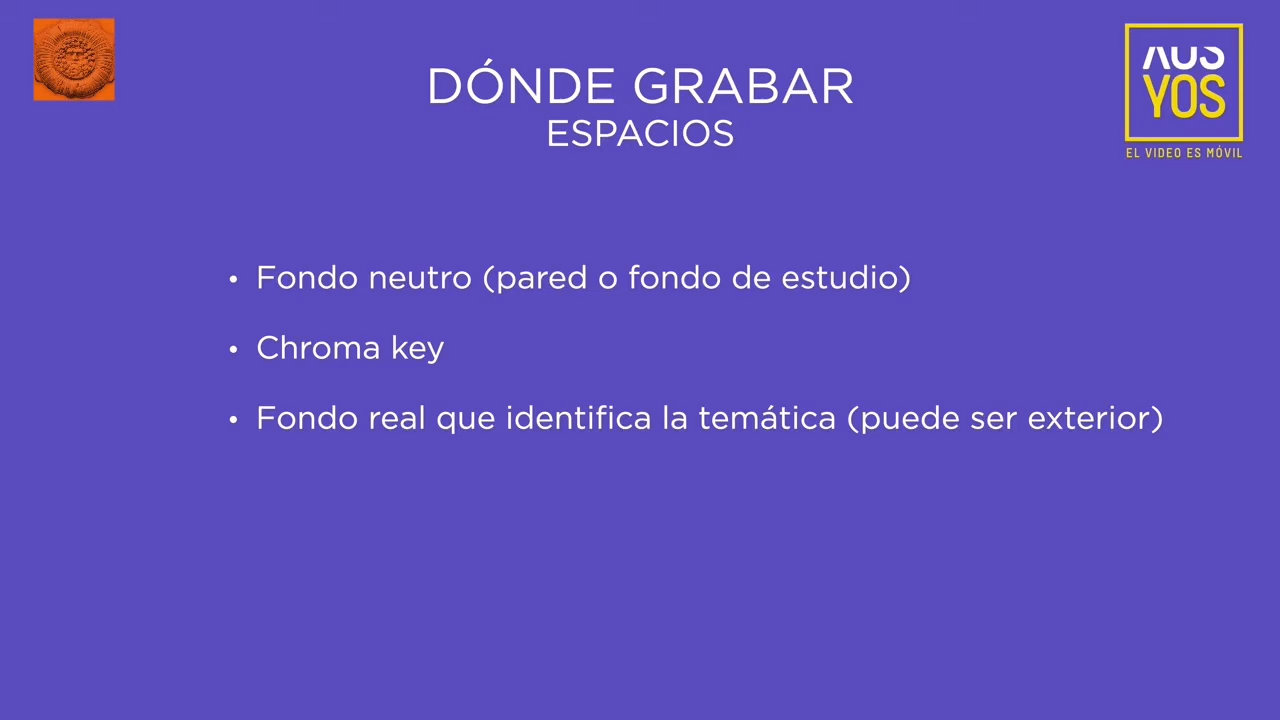 DÓNDE GRABAR
ESPACIOS
YOS
EL VIDEO ES MÓVIL
• Fondo neutro (pared o fondo de estudio)
• Chroma key
• Fondo real que identifica la temática (puede ser exterior)